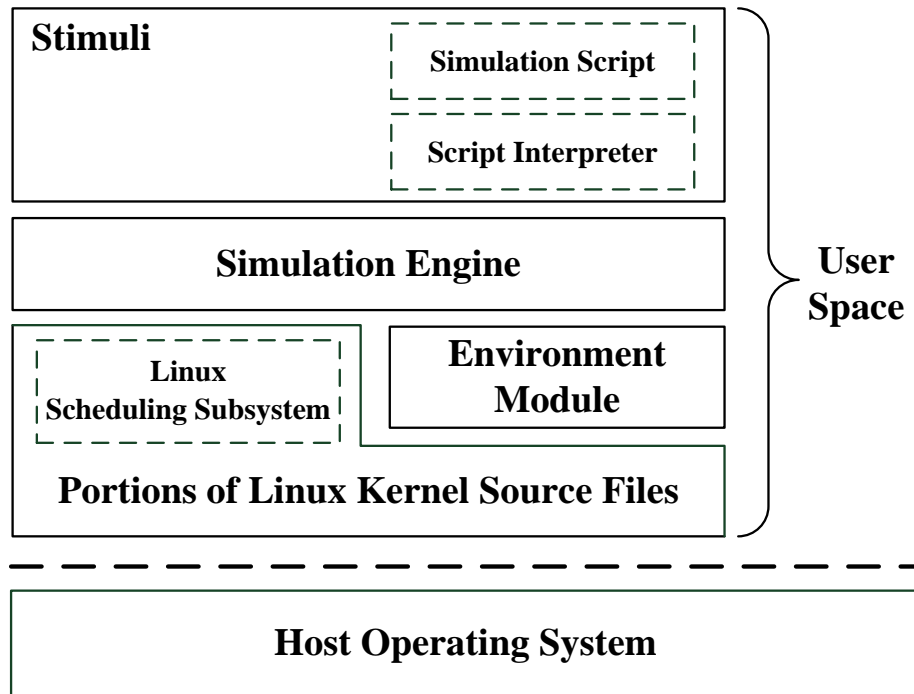 Stimuli
Simulation Script
Script Interpreter
Simulation Engine
User
Space
Linux
Scheduling Subsystem
Environment
Module
Portions of Linux Kernel Source Files
Host Operating System